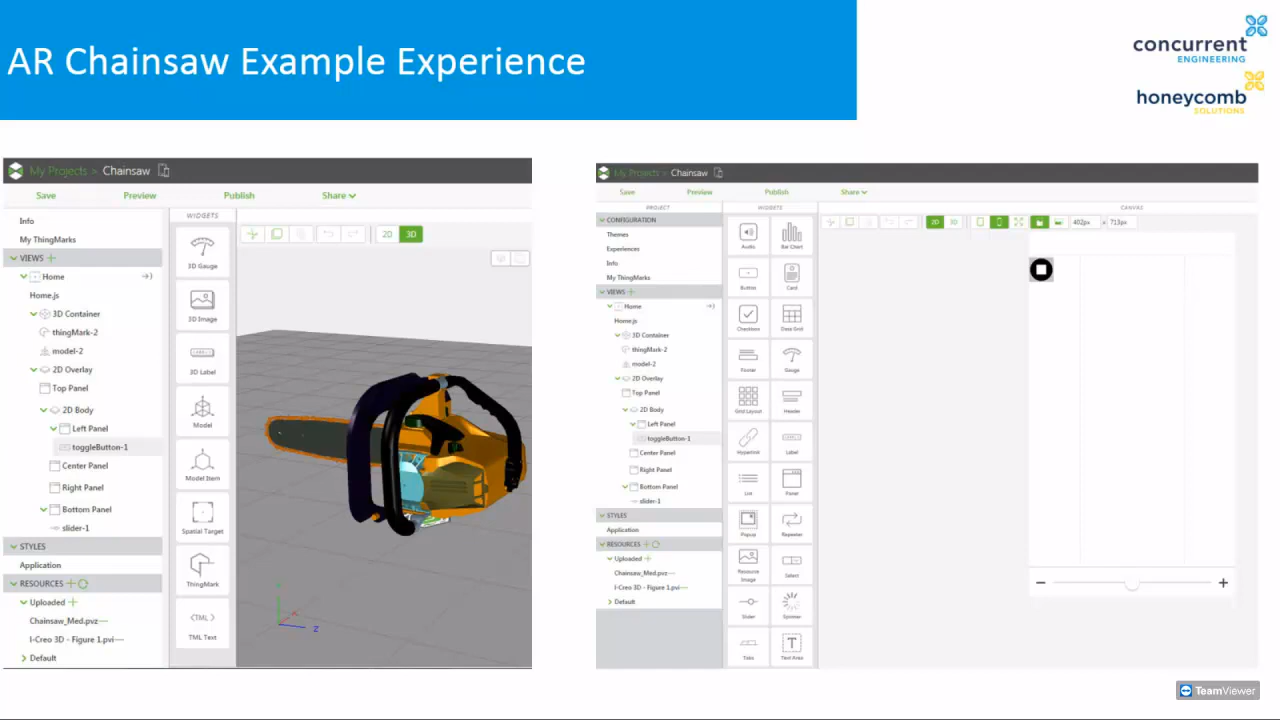 AR Chainsaw Example Experience
concurrent
ENGINEERING
honeycomb
SOLUTIONS
My Projects > Chainsaw
Save Preview Publish Share
Info
My ThingMarks
VIEWS
Home
Home.js
3D Container
thingMark-2
model-2
2D Overlay
Top Panel
2D Body
Left Panel
toggleButton-1
Center Panel
Right Panel
Bottom Panel
slider-1
STYLES
Application
RESOURCES
Uploaded
Chainsaw_Med.pvz
I-Creo 3D - Figure 1.pvi
Default
WIDGETS
3D Gauge
3D Image
3D Label
Model
Model Item
Spatial Target
ThingMark
<TML>
TML Text
2D 3D
Z
My Projects > Chainsaw
Save Preview Publish Share
PROJECT
CONFIGURATION
Themes
Experiences
Info
My ThingMarks
VIEWS
Home
Home.js
3D Container
thingMark-2
model-2
2D Overlay
Top Panel
2D Body
Left Panel
toggleButton-1
Center Panel
Right Panel
Bottom Panel
slider-1
STYLES
Application
RESOURCES
Uploaded
Chainsaw_Med.pvz
I-Creo 3D - Figure 1.pvi
Default
WIDGETS
Audio Bar Chart
Button Card
Checkbox Data Grid
Footer Gauge
Grid Layout Header
Hyperlink Label
List Panel
Popup Repeater
Resource Image Select
Slider Spinner
Tabs Text Area
CANVAS
2D 3D 402px x 713px
TeamViewer